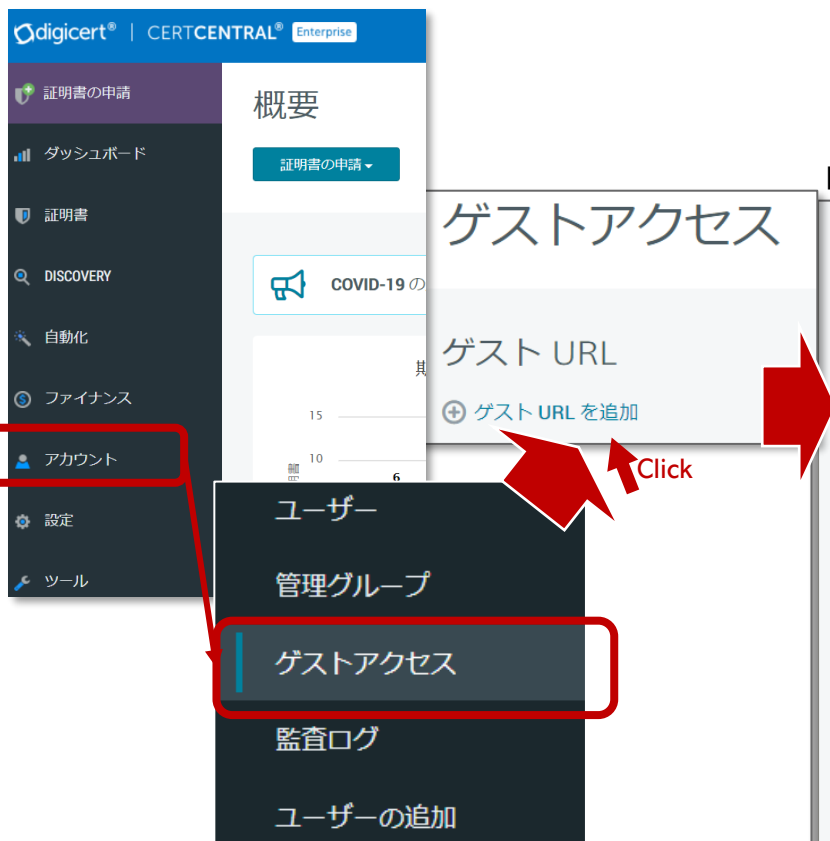 digicert® | CERTCENTRAL® Enterprise
証明書の申請
ダッシュボード
証明書
DISCOVERY
自動化
ファイナンス
アカウント
設定
ツール
概要
証明書の申請
COVID-19 の
期
15
10
6
ゲストアクセス
ゲスト URL
ゲスト URL を追加
Click
ユーザー
管理グループ
ゲストアクセス
監査ログ
ユーザーの追加